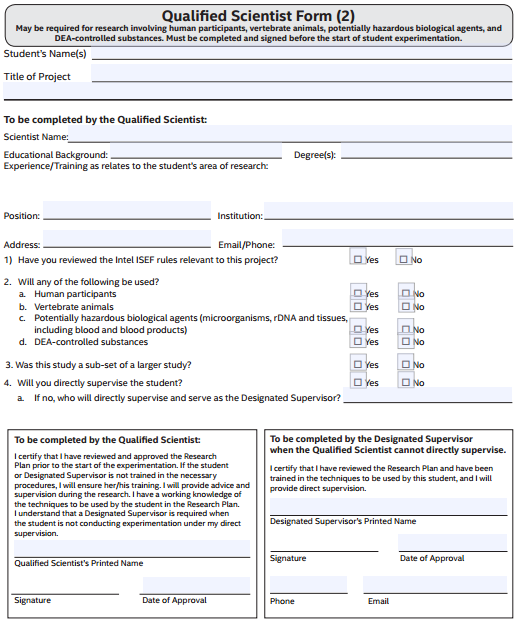 Qualified Scientist Form (2)
May be required for research involving human participants, vertebrate animals, potentially hazardous biological agents, and
DEA-controlled substances. Must be completed and signed before the start of student experimentation.
Student's Name(s)
Title of Project
To be completed by the Qualified Scientist:
Scientist Name:
Educational Background: Degree(s):
Experience/Training as relates to the student's area of research:
Position: Institution:
Address: Email/Phone:
1) Have you reviewed the Intel ISEF rules relevant to this project? Yes No
2. Will any of the following be used?
a. Human participants Yes No
b. Vertebrate animals Yes No
c. Potentially hazardous biological agents (microorganisms, rDNA and tissues,
including blood and blood products) Yes No
d. DEA-controlled substances Yes No
3. Was this study a sub-set of a larger study? Yes No
4. Will you directly supervise the student? Yes No
a. If no, who will directly supervise and serve as the Designated Supervisor?
To be completed by the Qualified Scientist:
I certify that I have reviewed and approved the Research
Plan prior to the start of the experimentation. If the student
or Designated Supervisor is not trained in the necessary
procedures, I will ensure her/his training. I will provide advice and
supervision during the research. I have a working knowledge of
the techniques to be used by the student in the Research Plan.
I understand that a Designated Supervisor is required when
the student is not conducting experimentation under my direct
supervision.
Qualified Scientist's Printed Name
Signature Date of Approval
To be completed by the Designated Supervisor
when the Qualified Scientist cannot directly supervise.
I certify that I have reviewed the Research Plan and have been
trained in the techniques to be used by this student, and I will
provide direct supervision.
Designated Supervisor's Printed Name
Signature Date of Approval
Phone Email